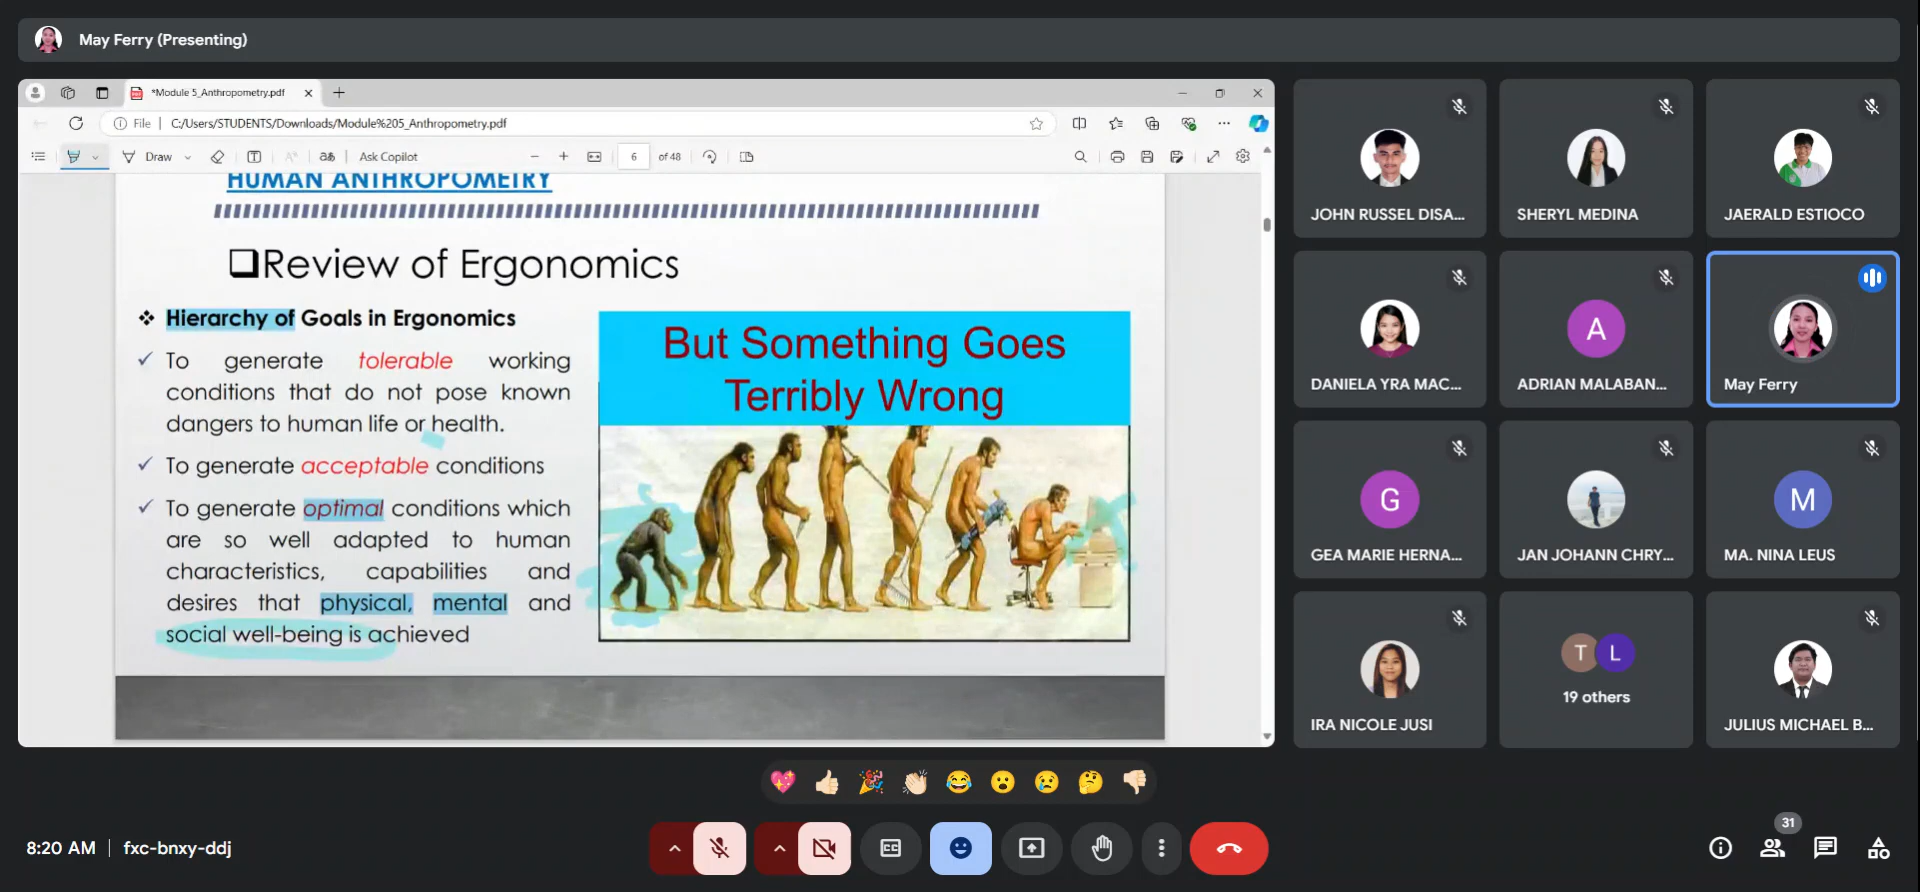 May Ferry (Presenting)
*Module 5_Anthropometry.pdf
File
C:/Users/STUDENTS/Downloads/Module%205_Anthropometry.pdf
Draw
Ask Copilot
6
of 48
HUMAN ANTHROPOMETRY
Review of Ergonomics
Hierarchy of Goals in Ergonomics
To generate tolerable working
conditions that do not pose known
dangers to human life or health.
To generate acceptable conditions
To generate optimal conditions which
are so well adapted to human
characteristics, capabilities and
desires that physical, mental and
social well-being is achieved
But Something Goes
Terribly Wrong
JOHN RUSSEL DISA...
SHERYL MEDINA
JAERALD ESTIOCO
DANIELA YRA MAC...
A
ADRIAN MALABAN...
May Ferry
G
GEA MARIE HERNA...
JAN JOHANN CHRY...
M
MA. NINA LEUS
IRA NICOLE JUSI
T L
19 others
JULIUS MICHAEL B...
8:20 AM
fxc-bnxy-ddj
CC
31